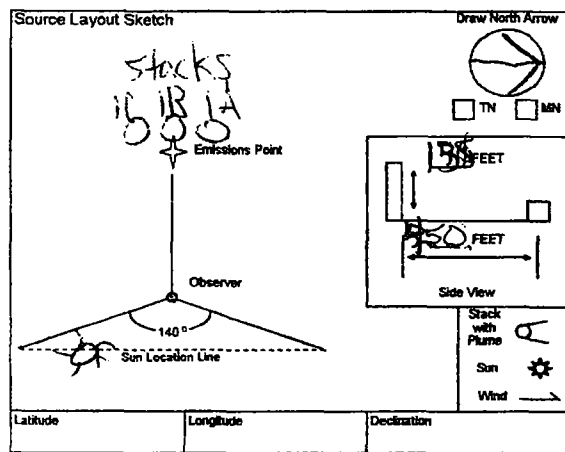 Source Layout Sketch
Draw North Arrow
Stacks
1C 1B 1A
TN MN
Emissions Point
FEET
FEET
Observer
Side View
140°
Sun Location Line
Stack with Plume
Sun
Wind
Latitude Longitude Declination